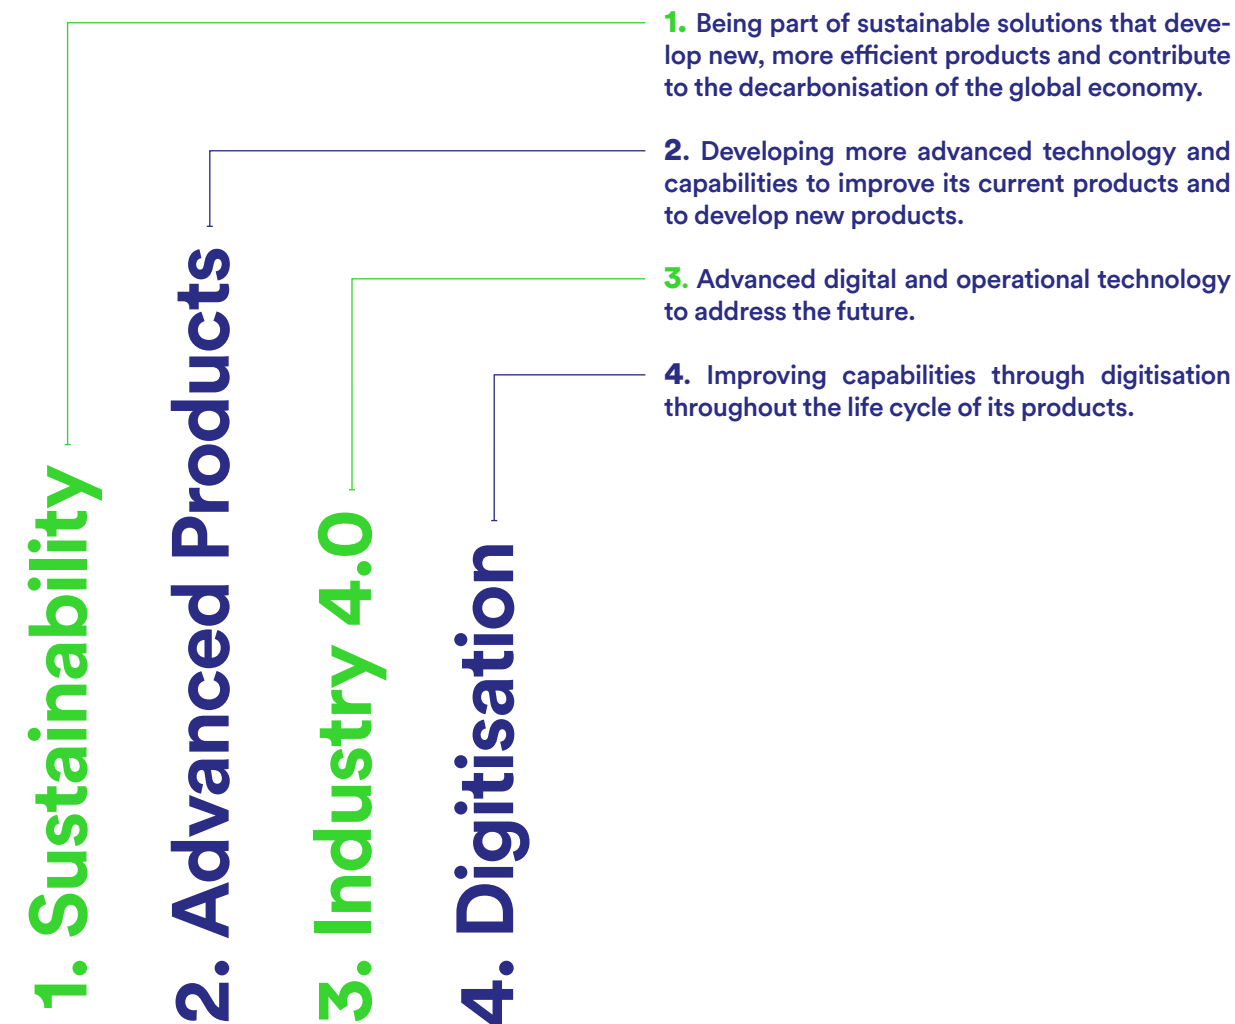 1. Being part of sustainable solutions that deve-
lop new, more efficient products and contribute
to the decarbonisation of the global economy.
2. Developing more advanced technology and
capabilities to improve its current products and
to develop new products.
3. Advanced digital and operational technology
to address the future.
4. Improving capabilities through digitisation
throughout the life cycle of its products.
1. Sustainability
2. Advanced Products
3. Industry 4.0
4. Digitisation